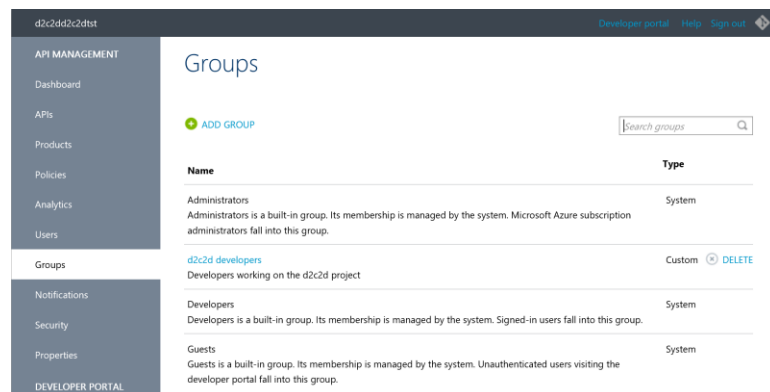 d2c2dd2c2dtst
Developer portal Help Sign out
API MANAGEMENT
Dashboard
APIs
Products
Policies
Analytics
Users
Groups
Notifications
Security
Properties
DEVELOPER PORTAL
Groups
ADD GROUP
Search groups
Name Type
Administrators System
Administrators is a built-in group. Its membership is managed by the system. Microsoft Azure subscription
administrators fall into this group.
d2c2d developers Custom DELETE
Developers working on the d2c2d project
Developers System
Developers is a built-in group. Its membership is managed by the system. Signed-in users fall into this group.
Guests System
Guests is a built-in group. Its membership is managed by the system. Unauthenticated users visiting the
developer portal fall into this group.